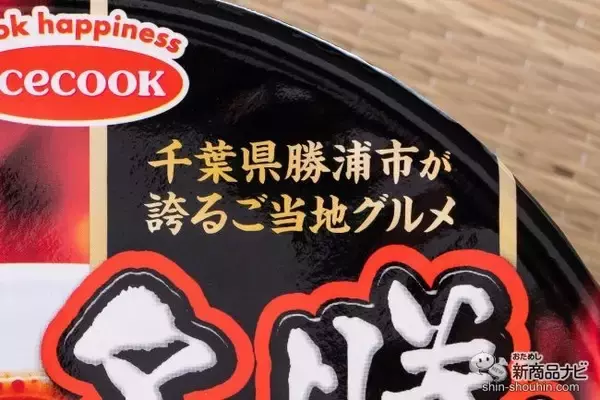 ok happiness
cecook
千葉県勝浦市が
誇るご当地グルメ
おためし
新商品ナビ
shin-shouhin.com